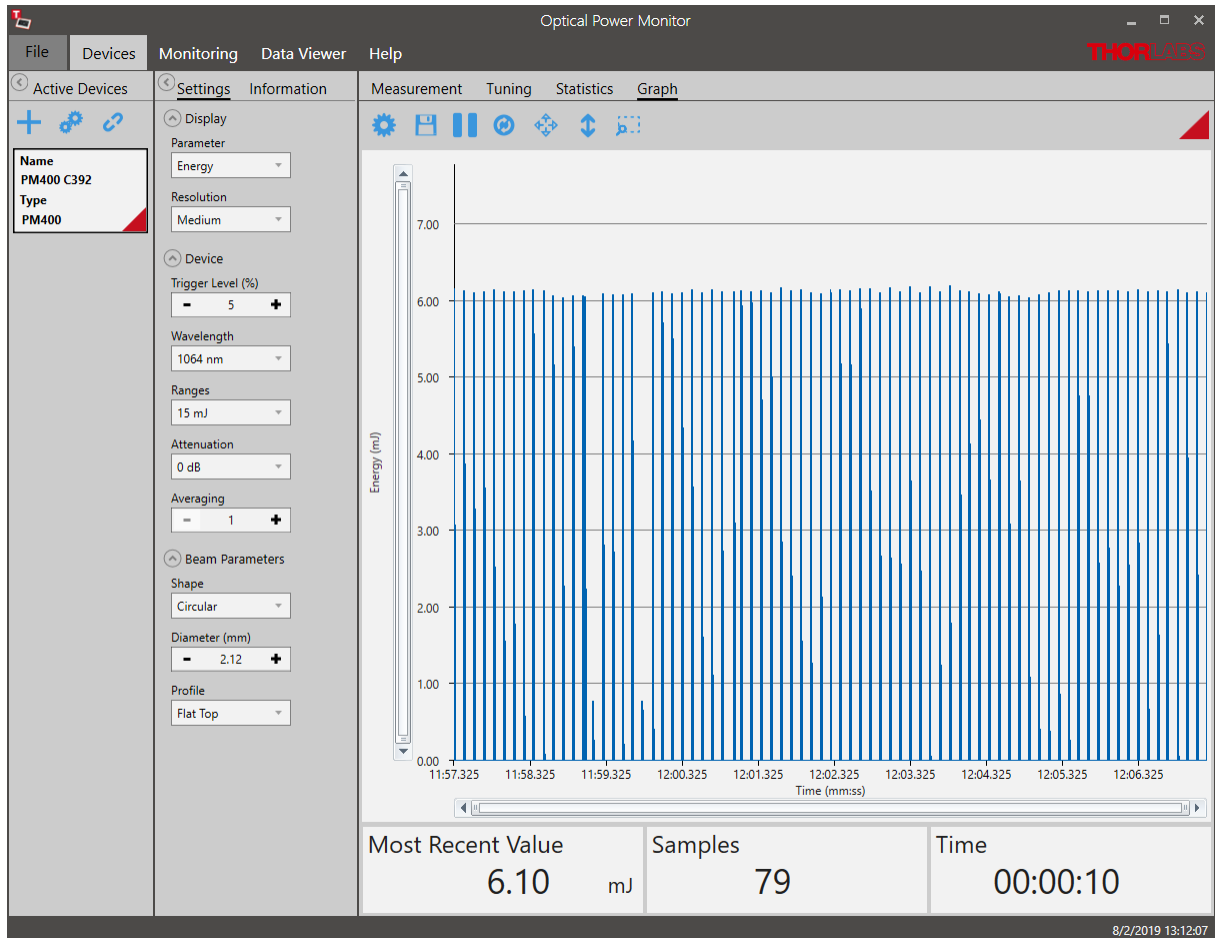 Optical Power Monitor
File Devices Monitoring Data Viewer Help
THORLABS
Active Devices
Name
PM400 C392
Type
PM400
Settings Information
Display
Parameter
Energy
Resolution
Medium
Device
Trigger Level (%)
- 5 +
Wavelength
1064 nm
Ranges
15 mJ
Attenuation
0 dB
Averaging
- 1 +
Beam Parameters
Shape
Circular
Diameter (mm)
- 2.12 +
Profile
Flat Top
Measurement Tuning Statistics Graph
7.00
6.00
5.00
4.00
3.00
2.00
1.00
0.00
Energy (mJ)
11:57.325 11:58.325 11:59.325 12:00.325 12:01.325 12:02.325 12:03.325 12:04.325 12:05.325 12:06.325
Time (mm:ss)
Most Recent Value
6.10 mJ
Samples
79
Time
00:00:10
8/2/2019 13:12:07